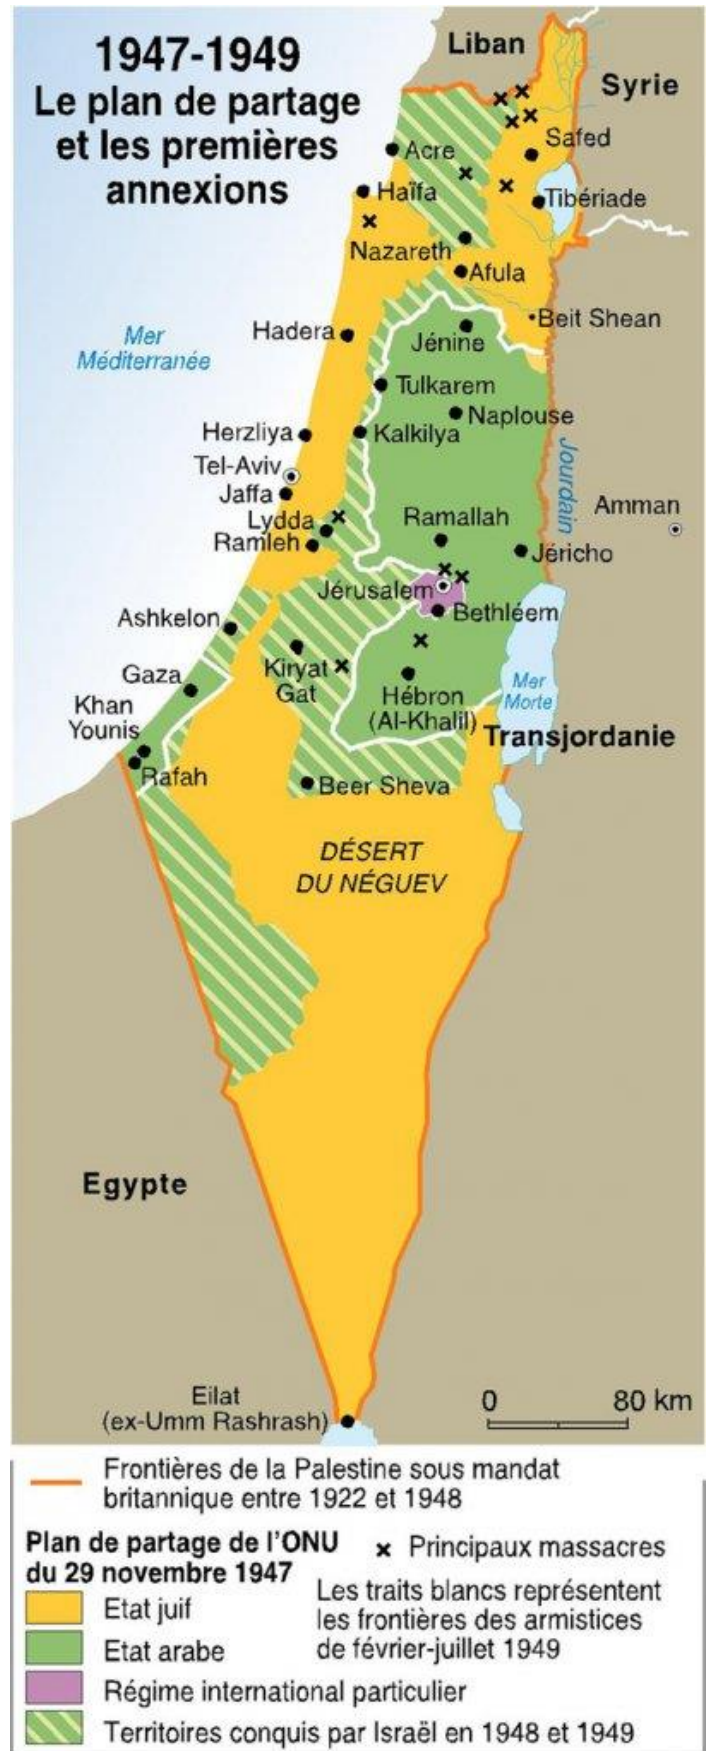 1947-1949
Le plan de partage
et les premières
annexions
Liban
Syrie
Safed
Acre
Haïfa
Tibériade
Nazareth
Afula
Beit Shean
Mer
Méditerranée
Hadera
Jénine
Tulkarem
Naplouse
Herzliya
Kalkilya
Tel-Aviv
Jaffa
Jourdain
Amman
Lydda
Ramallah
Ramleh
Jéricho
Jérusalem
Ashkelon
Bethléem
Gaza
Kiryat
Gat
Khan
Younis
Hébron
(Al-Khalil)
Mer
Morte
Transjordanie
Rafah
Beer Sheva
DÉSERT
DU NÉGUEV
Egypte
Eilat
(ex-Umm Rashrash)
0 80 km
Frontières de la Palestine sous mandat
britannique entre 1922 et 1948
Plan de partage de l'ONU
du 29 novembre 1947
Etat juif
Etat arabe
Régime international particulier
Territoires conquis par Israël en 1948 et 1949
Principaux massacres
Les traits blancs représentent
les frontières des armistices
de février-juillet 1949